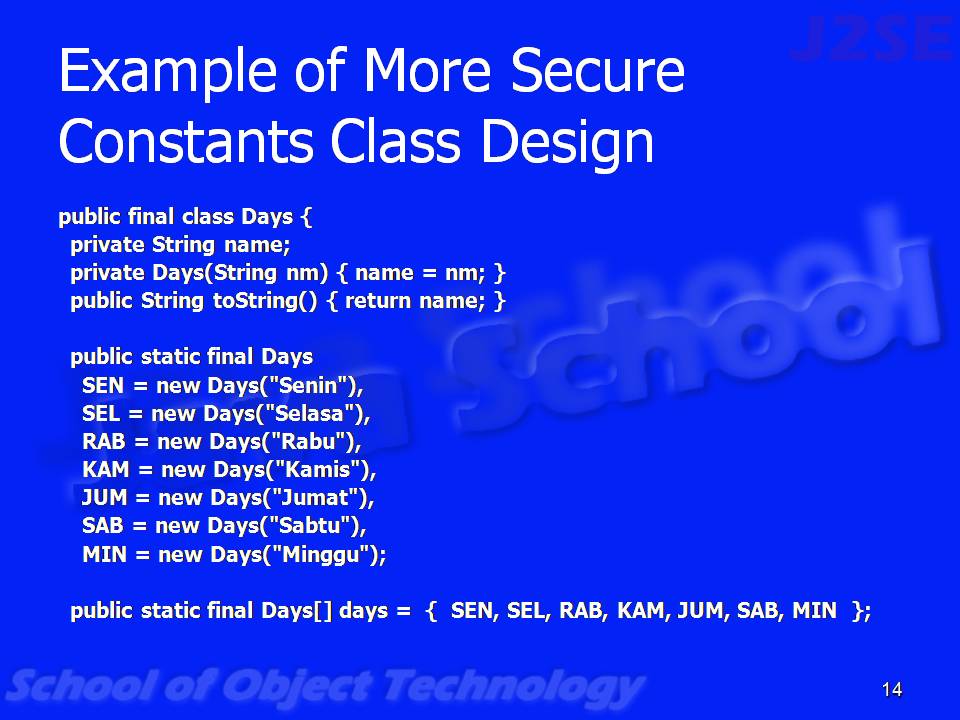 J2SE
Example of More Secure
Constants Class Design
public final class Days {
private String name;
private Days(String nm) { name = nm; }
public String toString() { return name; }
public static final Days
SEN = new Days("Senin"),
SEL = new Days("Selasa"),
RAB = new Days("Rabu"),
KAM = new Days("Kamis"),
JUM = new Days("Jumat"),
SAB = new Days("Sabtu"),
MIN = new Days("Minggu");
public static final Days[] days = { SEN, SEL, RAB, KAM, JUM, SAB, MIN };
School
School of Object Technology
14